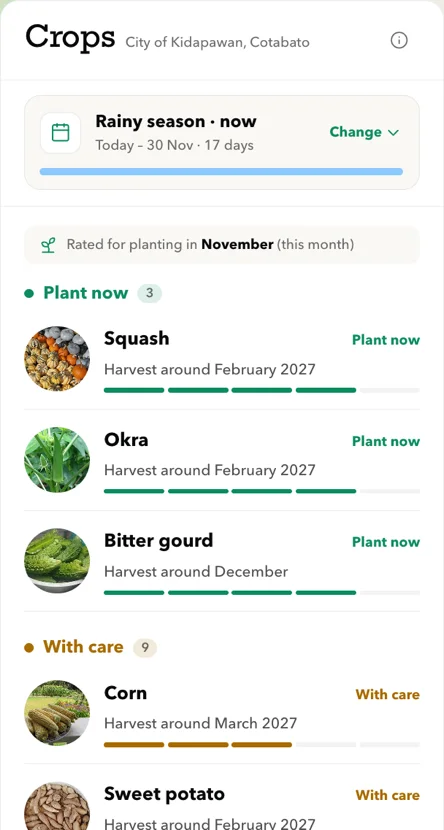 Crops City of Kidapawan, Cotabato
Rainy season · now
Today – 30 Nov · 17 days
Change
Rated for planting in November (this month)
Plant now 3
Squash
Plant now
Harvest around February 2027
Okra
Plant now
Harvest around February 2027
Bitter gourd
Plant now
Harvest around December
With care 9
Corn
With care
Harvest around March 2027
Sweet potato
With care
Harvest around February 2027